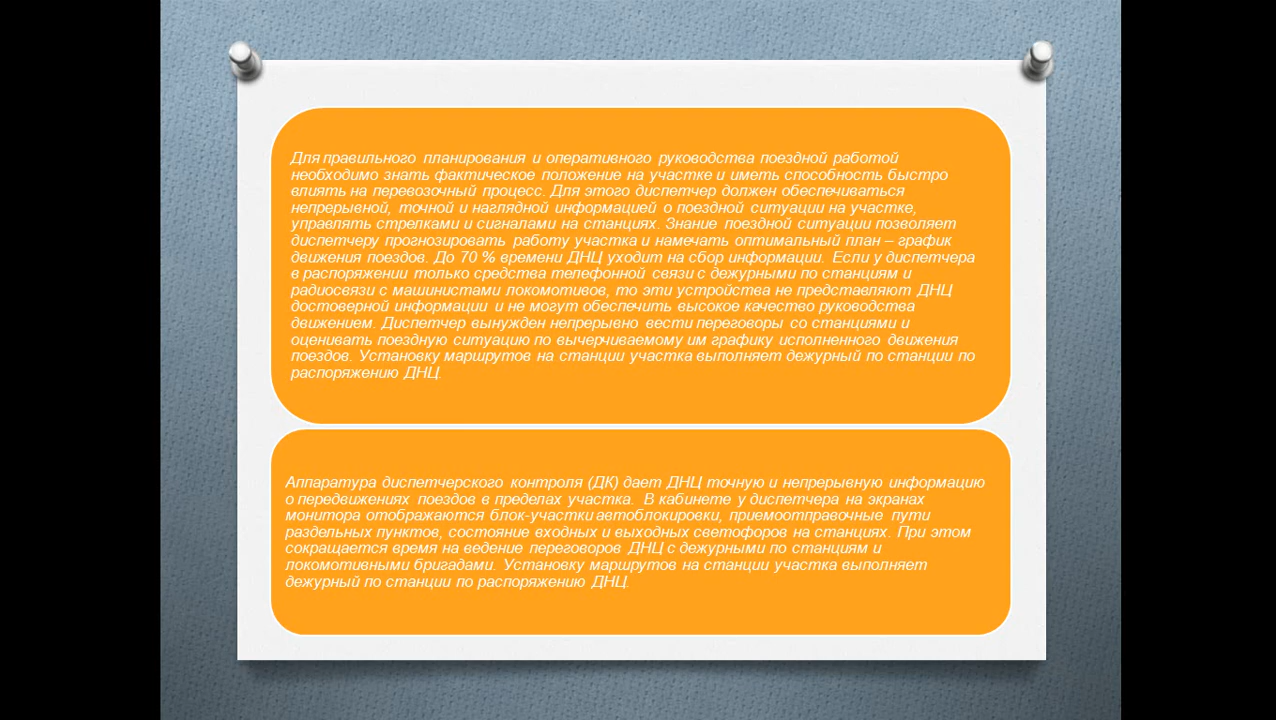 Для правильного планирования и оперативного руководства поездной работой
необходимо знать фактическое положение на участке и иметь способность быстро
влиять на перевозочный процесс. Для этого диспетчер должен обеспечиваться
непрерывной, точной и наглядной информацией о поездной ситуации на участке,
управлять стрелками и сигналами на станциях. Знание поездной ситуации позволяет
диспетчеру прогнозировать работу участка и намечать оптимальный план – график
движения поездов. До 70 % времени ДНЦ уходит на сбор информации. Если у диспетчера
в распоряжении только средства телефонной связи с дежурными по станциям и
радиосвязи с машинистами локомотивов, то эти устройства не представляют ДНЦ
достоверной информации и не могут обеспечить высокое качество руководства
движением. Диспетчер вынужден непрерывно вести переговоры со станциями и
оценивать поездную ситуацию по вычерчиваемому им графику исполненного движения
поездов. Установку маршрутов на станции участка выполняет дежурный по станции по
распоряжению ДНЦ.
Аппаратура диспетчерского контроля (ДК) дает ДНЦ точную и непрерывную информацию
о передвижениях поездов в пределах участка. В кабинете у диспетчера на экранах
монитора отображаются блок-участки автоблокировки, приемоотправочные пути
раздельных пунктов, состояние входных и выходных светофоров на станциях. При этом
сокращается время на ведение переговоров ДНЦ с дежурными по станциям и
локомотивными бригадами. Установку маршрутов на станции участка выполняет
дежурный по станции по распоряжению ДНЦ.